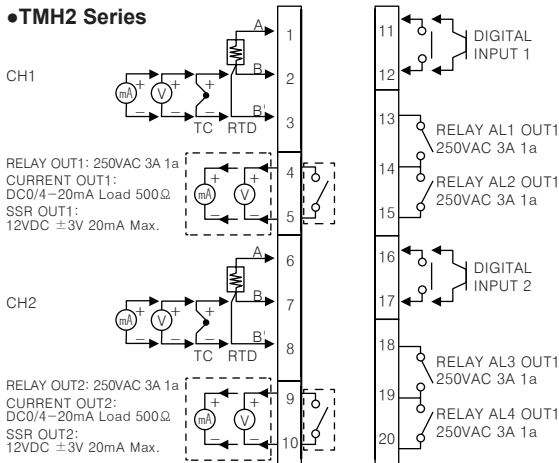 ●TMH2 Series
CH1
mA
+
−
V
+
−
+
−
TC
RTD
A
B
B'
1
2
3
RELAY OUT1: 250VAC 3A 1a
CURRENT OUT1:
DC0/4−20mA Load 500Ω
SSR OUT1:
12VDC ±3V 20mA Max.
mA
+
−
V
+
−
4
5
CH2
mA
+
−
V
+
−
+
−
TC
RTD
A
B
B'
6
7
8
RELAY OUT2: 250VAC 3A 1a
CURRENT OUT2:
DC0/4−20mA Load 500Ω
SSR OUT2:
12VDC ±3V 20mA Max.
mA
+
−
V
+
−
9
10
11
12
DIGITAL
INPUT 1
13
14
15
RELAY AL1 OUT1
250VAC 3A 1a
RELAY AL2 OUT1
250VAC 3A 1a
16
17
DIGITAL
INPUT 2
18
19
20
RELAY AL3 OUT1
250VAC 3A 1a
RELAY AL4 OUT1
250VAC 3A 1a